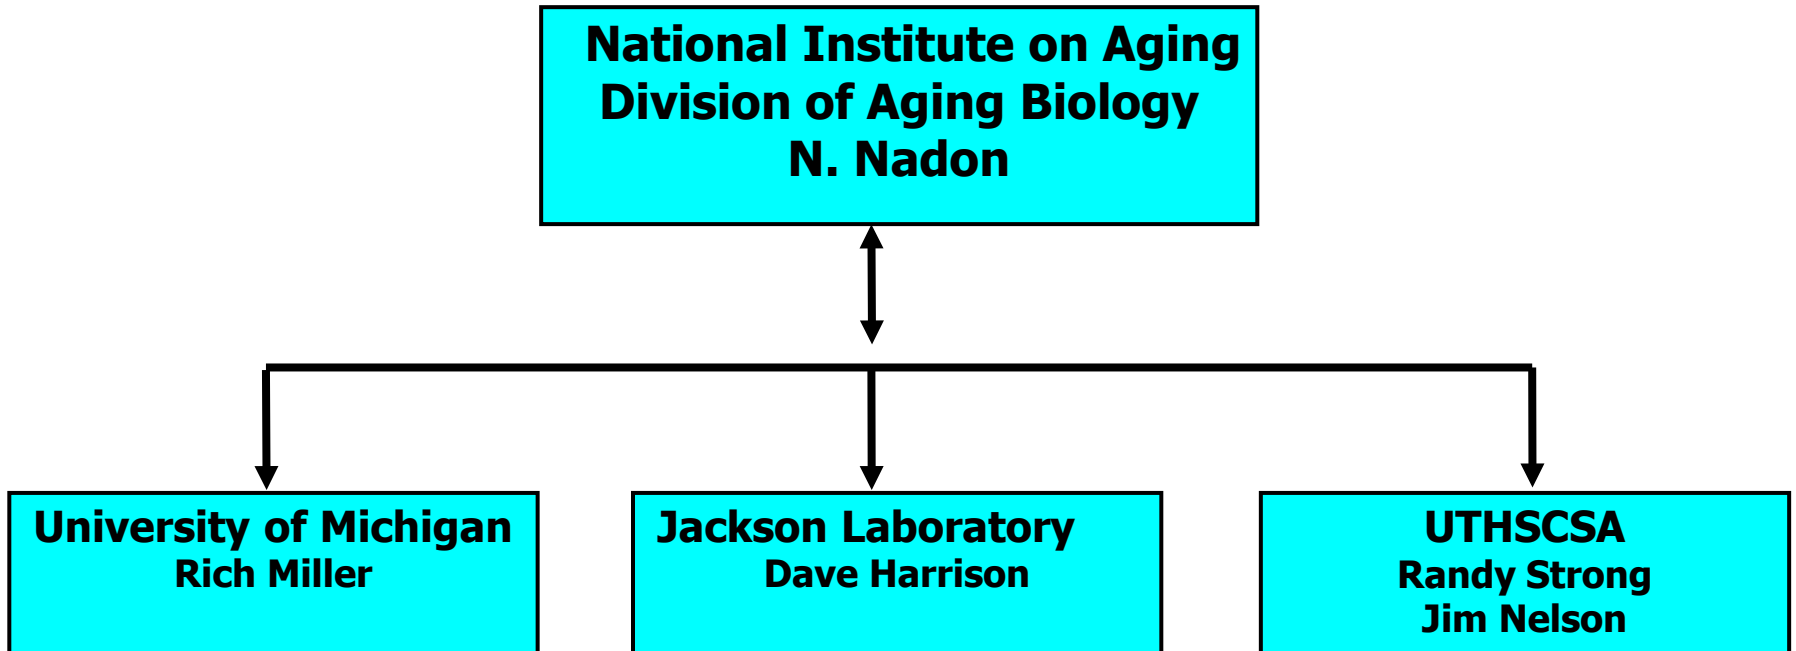 National Institute on Aging
Division of Aging Biology
N. Nadon
University of Michigan
Rich Miller
Jackson Laboratory
Dave Harrison
UTHSCSA
Randy Strong
Jim Nelson